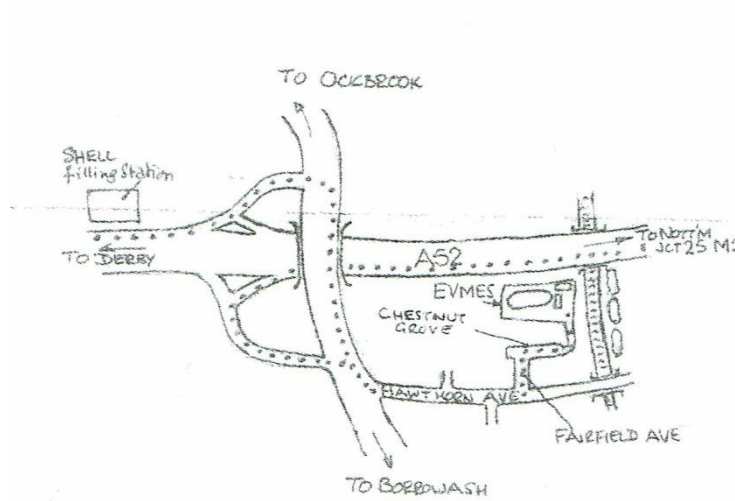 TO OCKBROOK
SHELL
filling Station
TO NOTT'M
JCT 25 M1
TO DERBY
A52
EVMES
CHESTNUT
GROVE
HAWTHORN AVE
FAIRFIELD AVE
TO BORROWASH